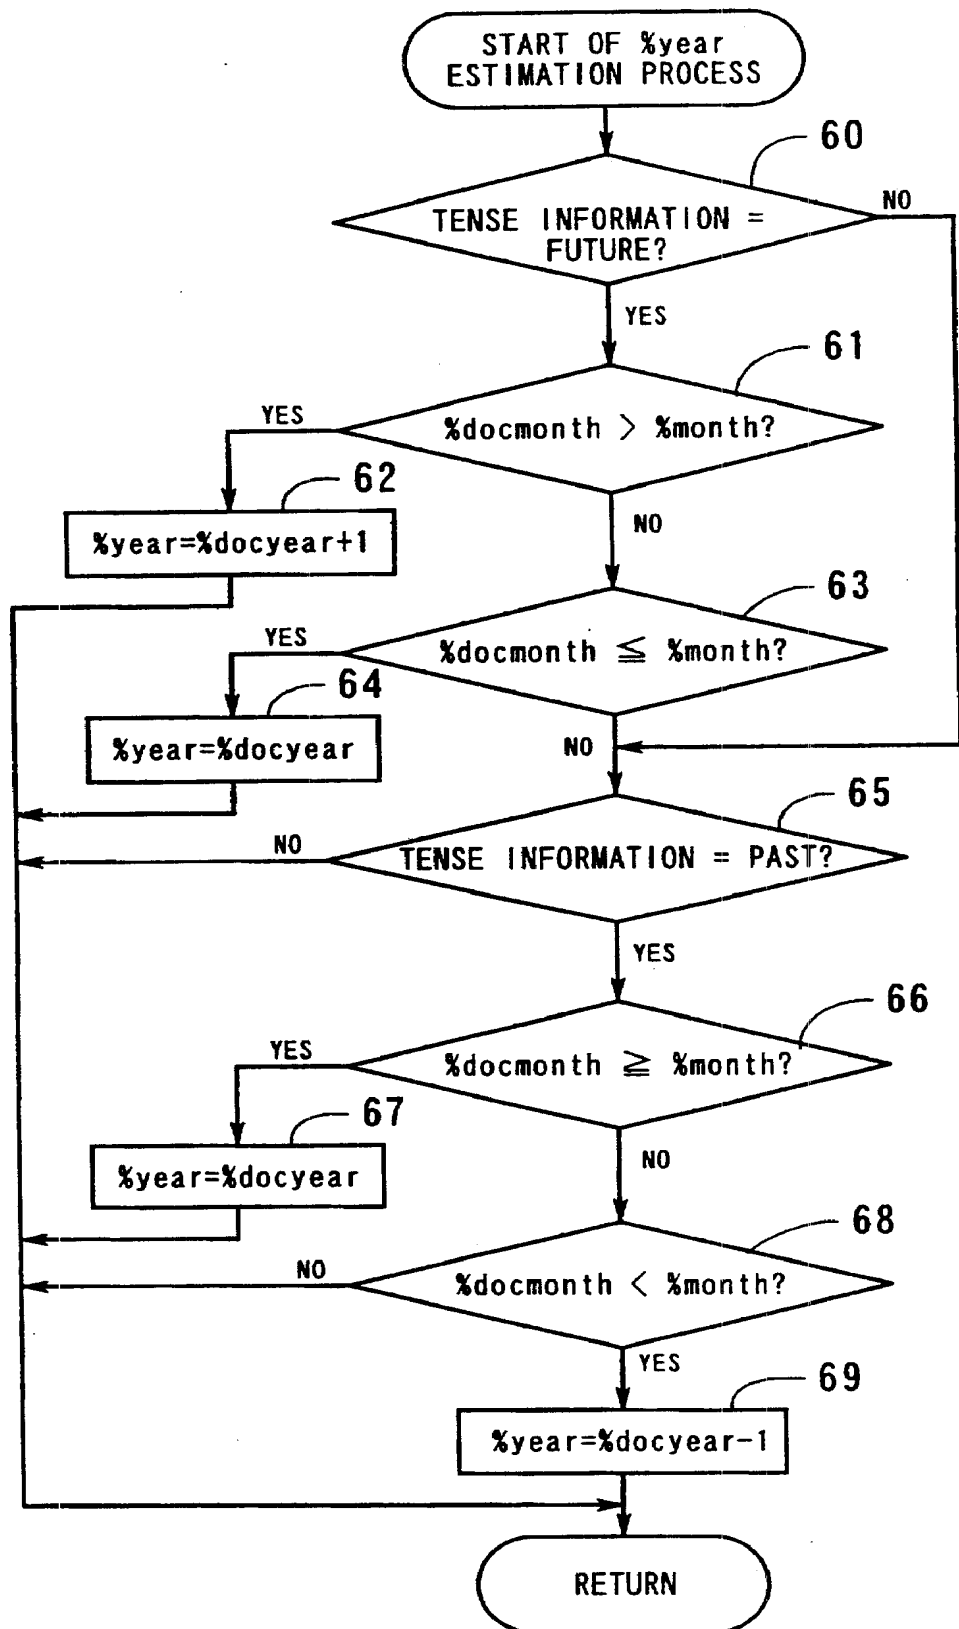 START OF %year
ESTIMATION PROCESS
60
TENSE INFORMATION =
FUTURE?
NO
YES
61
%docmonth > %month?
YES
62
%year=%docyear+1
NO
63
%docmonth ≦ %month?
YES
64
%year=%docyear
NO
65
TENSE INFORMATION = PAST?
NO
YES
66
%docmonth ≧ %month?
YES
67
%year=%docyear
NO
68
%docmonth < %month?
NO
YES
69
%year=%docyear-1
RETURN